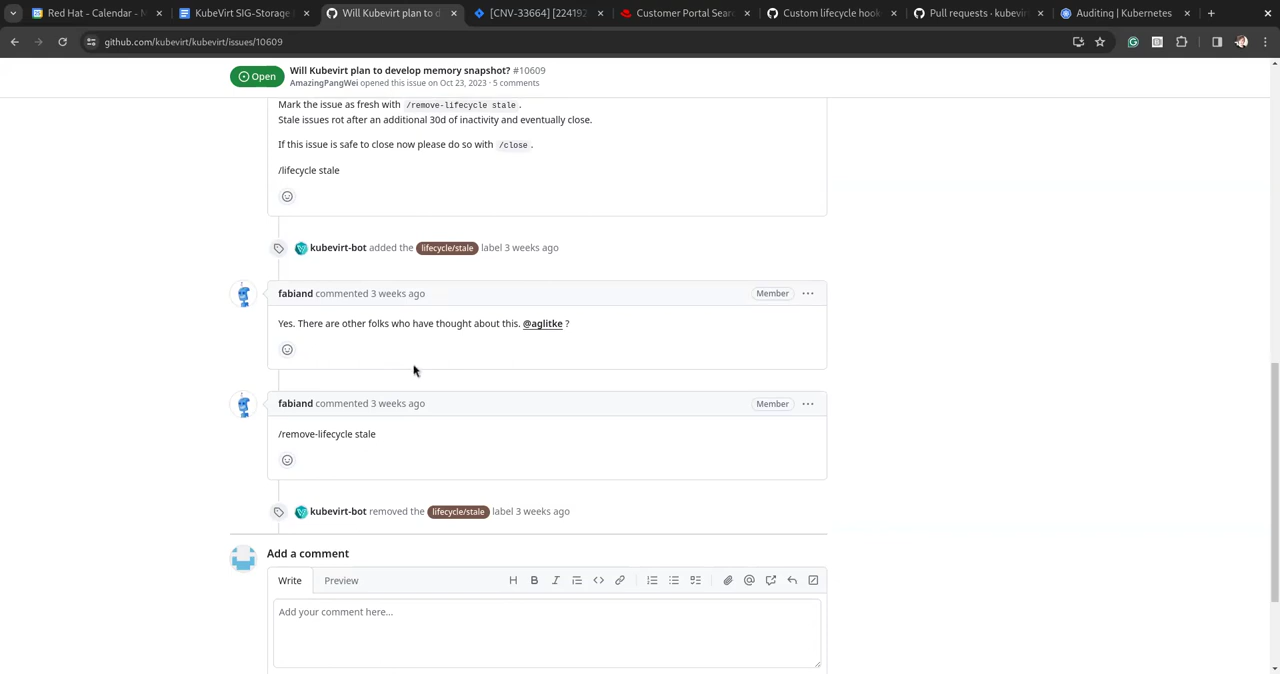 Red Hat - Calendar - M
KubeVirt SIG-Storage
Will Kubevirt plan to d
[CNV-33664] [224192
Customer Portal Sear
Custom lifecycle hook
Pull requests · kubevir
Auditing | Kubernetes
github.com/kubevirt/kubevirt/issues/10609
Open
Will Kubevirt plan to develop memory snapshot? #10609
AmazingPangWei opened this issue on Oct 23, 2023 · 5 comments
Mark the issue as fresh with /remove-lifecycle stale .
Stale issues rot after an additional 30d of inactivity and eventually close.
If this issue is safe to close now please do so with /close .
/lifecycle stale
kubevirt-bot added the lifecycle/stale label 3 weeks ago
fabiand commented 3 weeks ago
Member
Yes. There are other folks who have thought about this. @aglitke ?
fabiand commented 3 weeks ago
Member
/remove-lifecycle stale
kubevirt-bot removed the lifecycle/stale label 3 weeks ago
Add a comment
Write
Preview
Add your comment here...